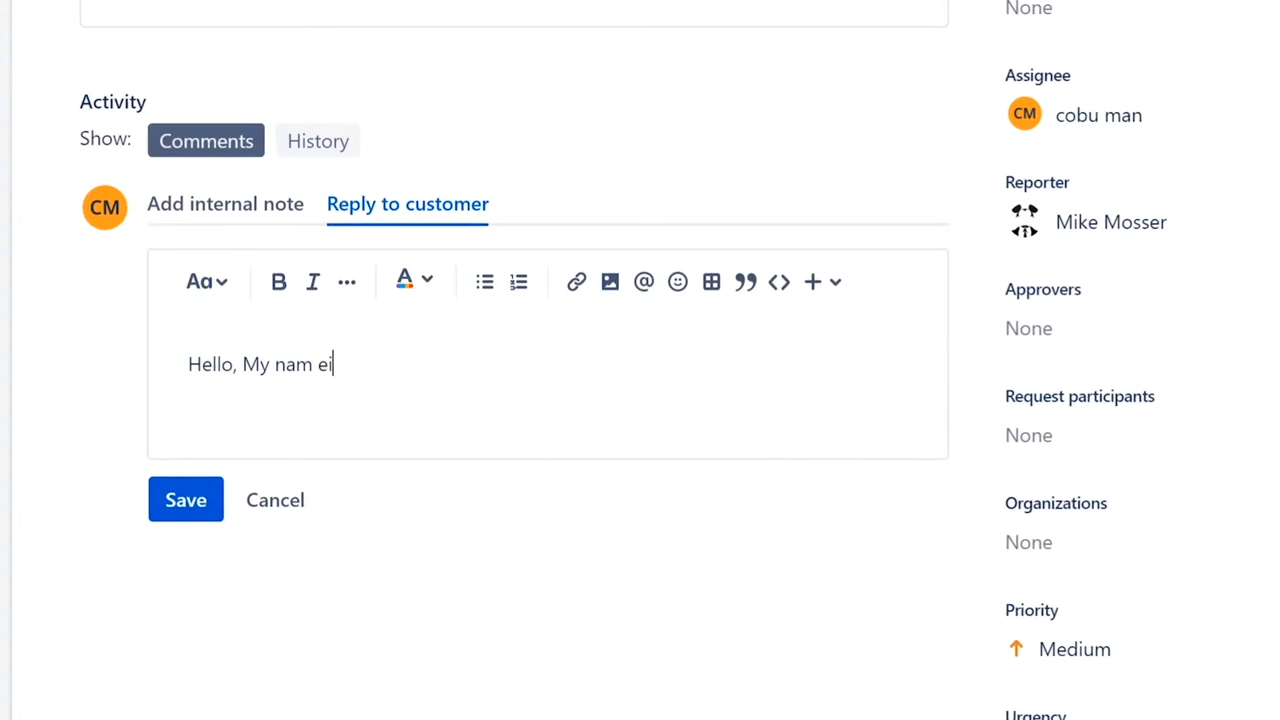 None
Assignee
CM cobu man
Reporter
Mike Mosser
Approvers
None
Request participants
None
Organizations
None
Priority
Medium
Urgency
Activity
Show: Comments History
CM Add internal note Reply to customer
Aa B I ... A @ + 
Hello, My nam ei
Save Cancel